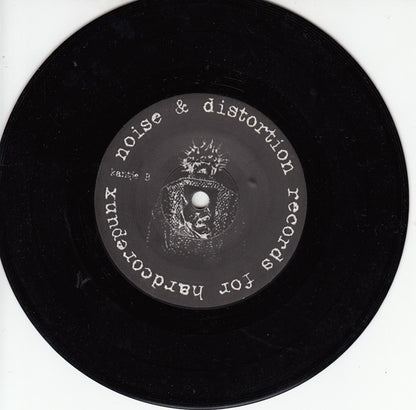 noise & distortion records for hardcorepunx
kantje B